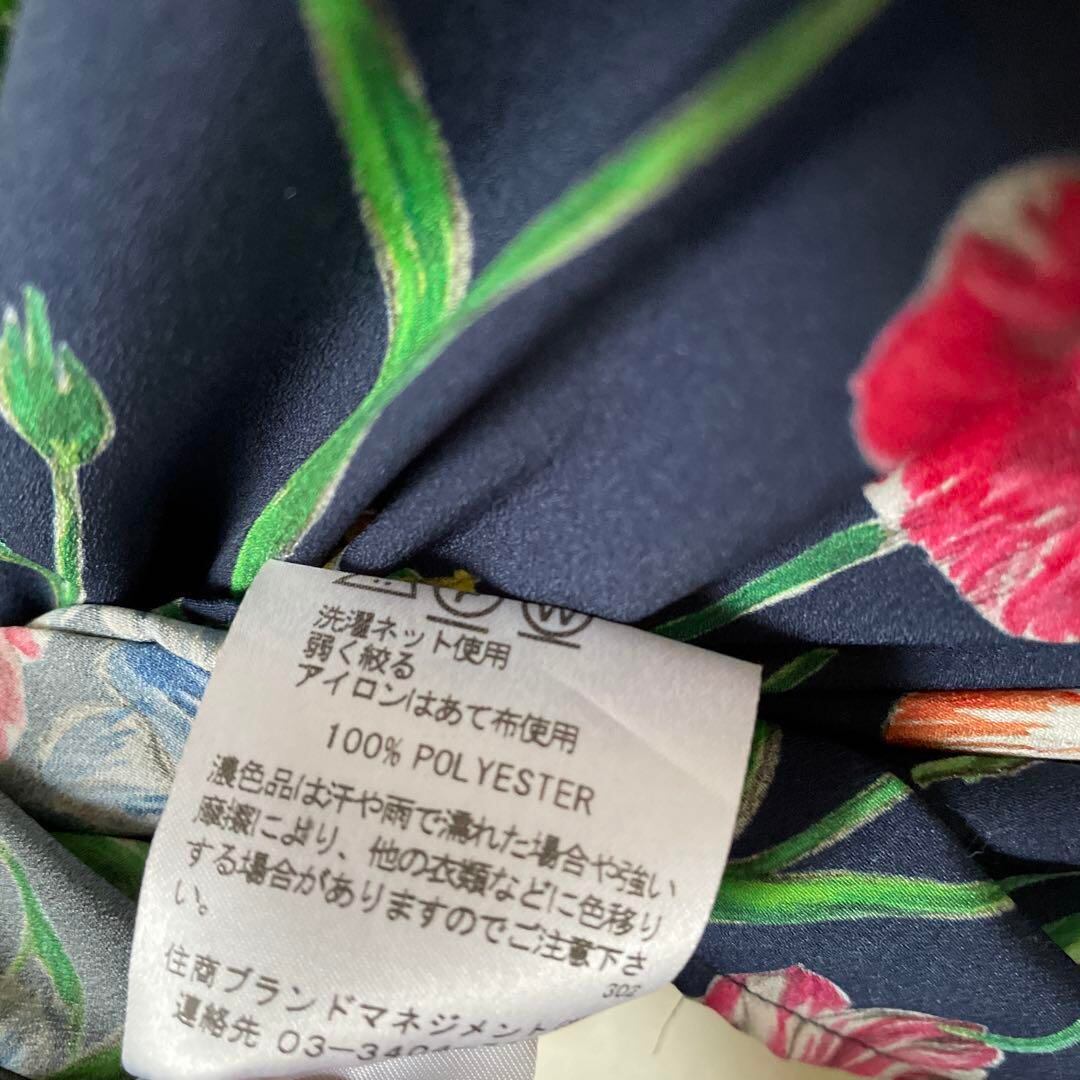 P W
洗濯ネット使用
弱く絞る
アイロンはあて布使用
100% POLYESTER
濃色品は汗や雨で濡れた場合や強い
摩擦により、他の衣類などに色移り
する場合がありますのでご注意下さ
い。
302
住商ブランドマネジメント
連絡先 03-340